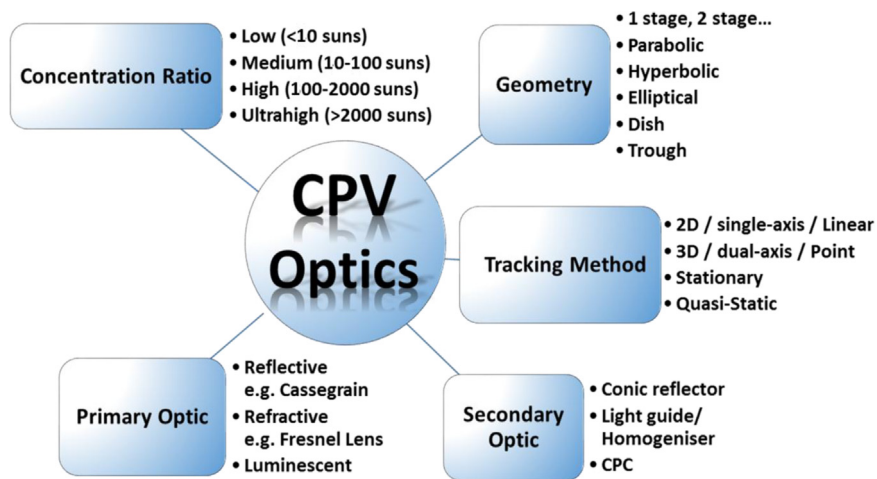 Concentration Ratio
• Low (<10 suns)
• Medium (10-100 suns)
• High (100-2000 suns)
• Ultrahigh (>2000 suns)
Geometry
• 1 stage, 2 stage...
• Parabolic
• Hyperbolic
• Elliptical
• Dish
• Trough
CPV
Optics
Tracking Method
• 2D / single-axis / Linear
• 3D / dual-axis / Point
• Stationary
• Quasi-Static
Primary Optic
• Reflective
e.g. Cassegrain
• Refractive
e.g. Fresnel Lens
• Luminescent
Secondary
Optic
• Conic reflector
• Light guide/
Homogeniser
• CPC